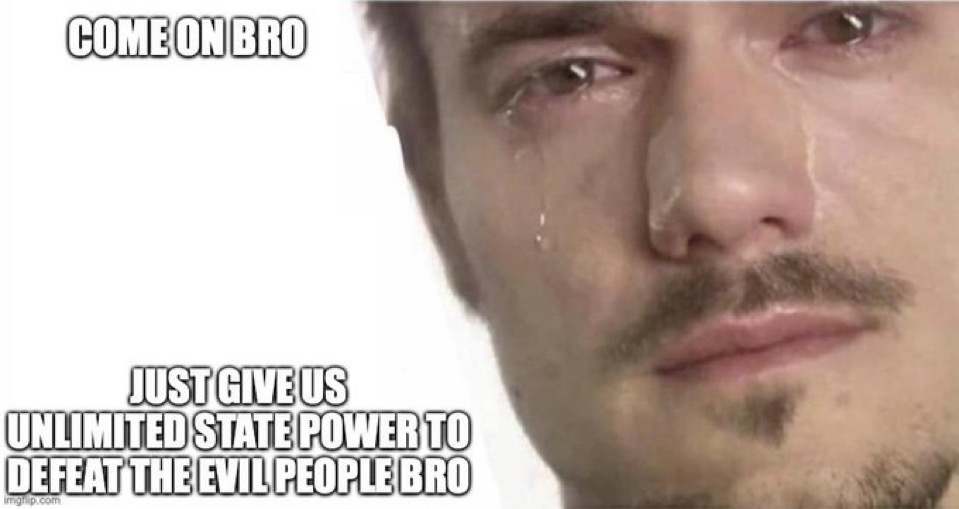 COME ON BRO
JUST GIVE US
UNLIMITED STATE POWER TO
DEFEAT THE EVIL PEOPLE BRO
imgflip.com